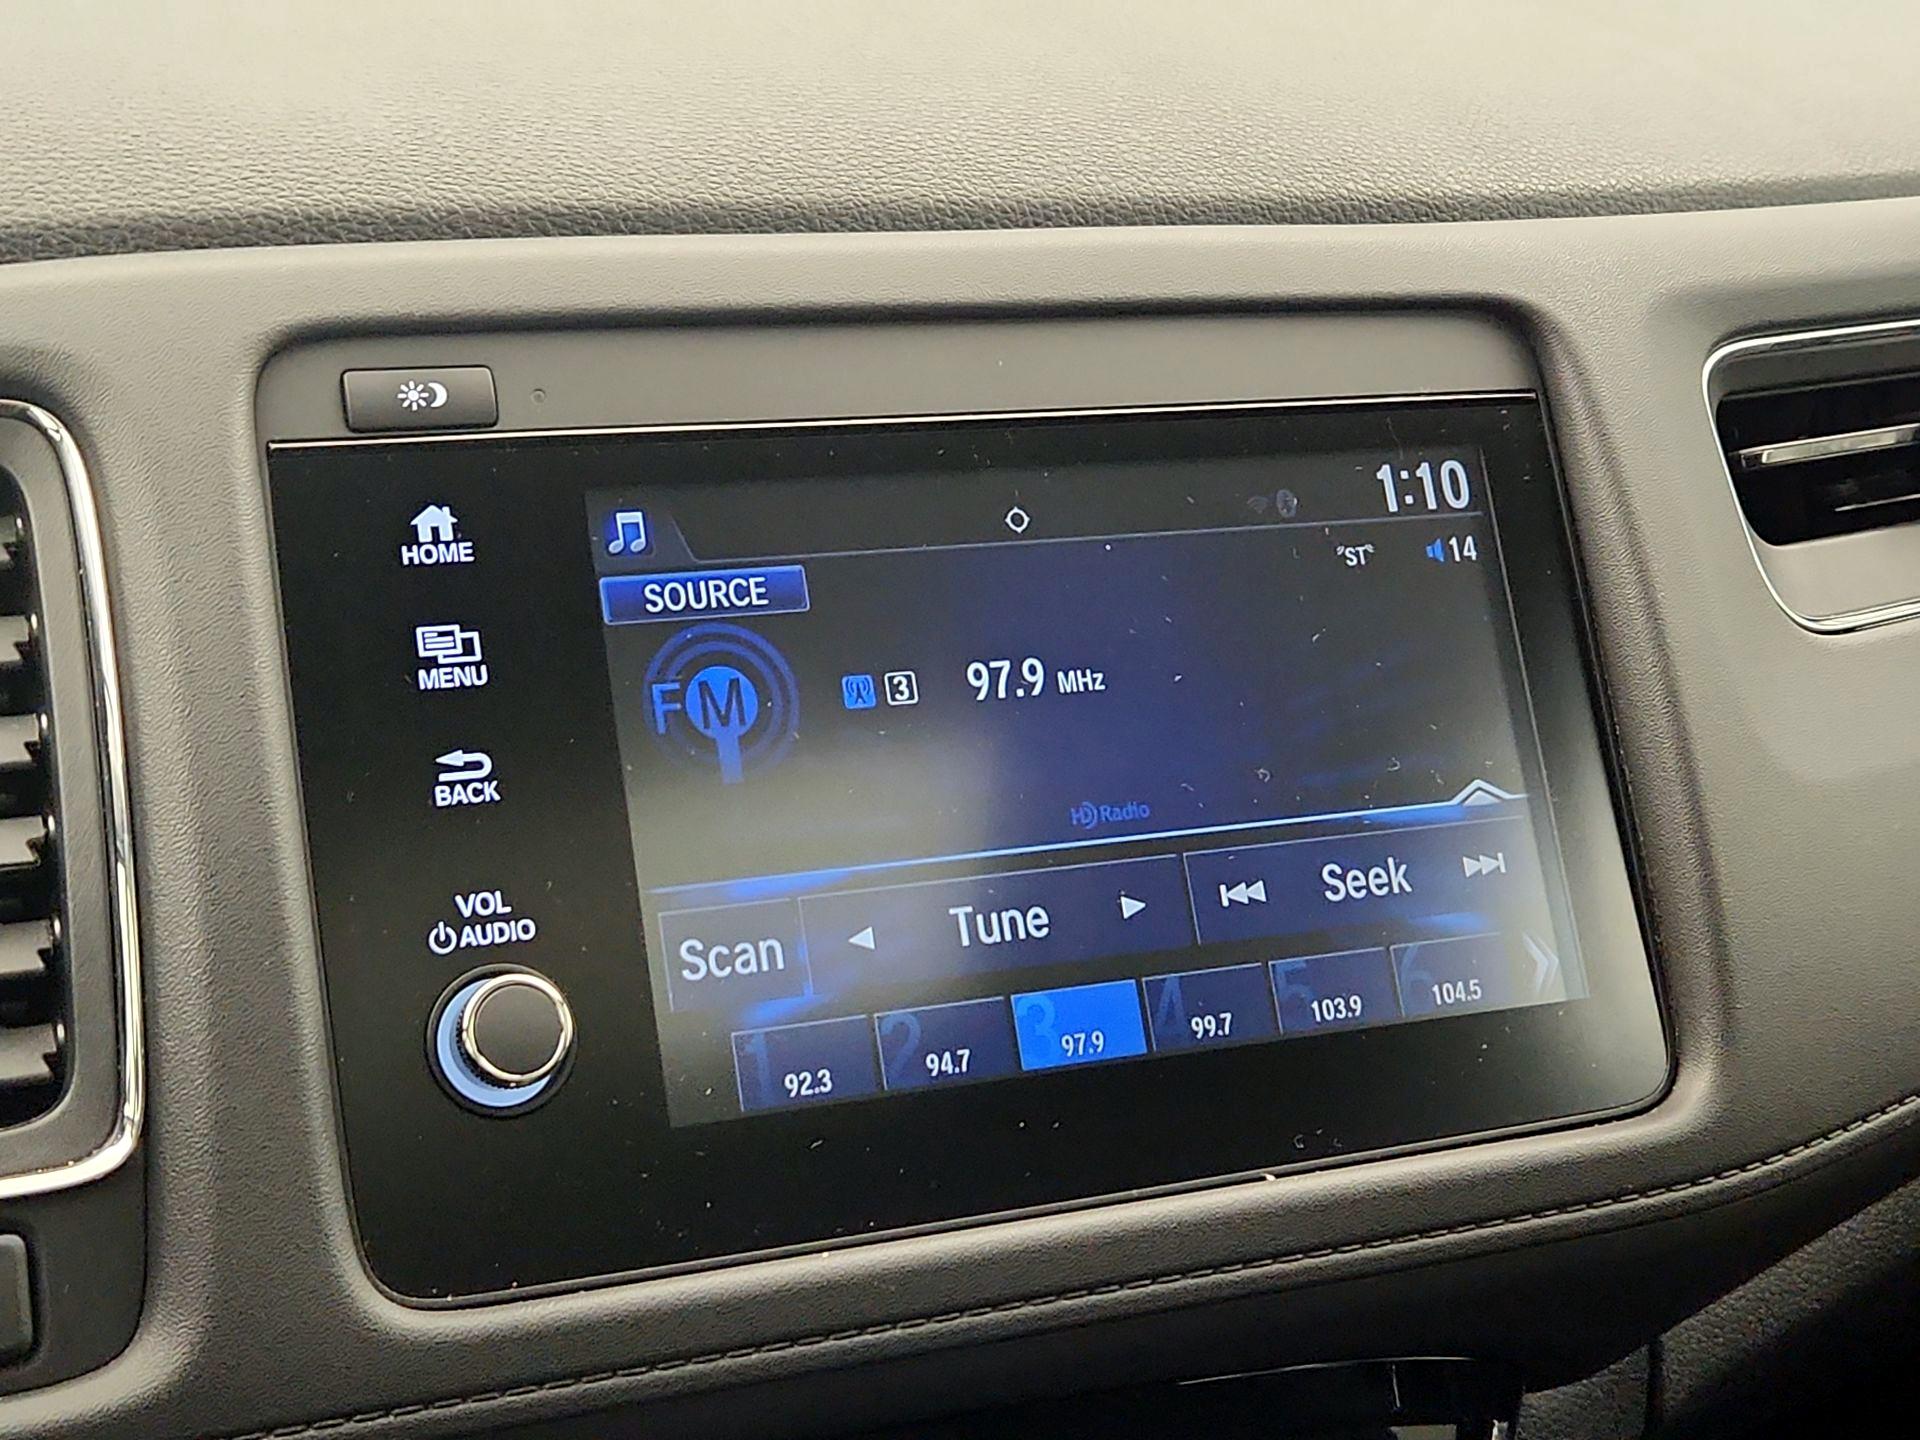 HOME
MENU
BACK
VOL
AUDIO
1:10
"ST"
14
SOURCE
FM
3
97.9 MHz
HD Radio
Scan
Tune
Seek
1 92.3
2 94.7
3 97.9
4 99.7
5 103.9
6 104.5